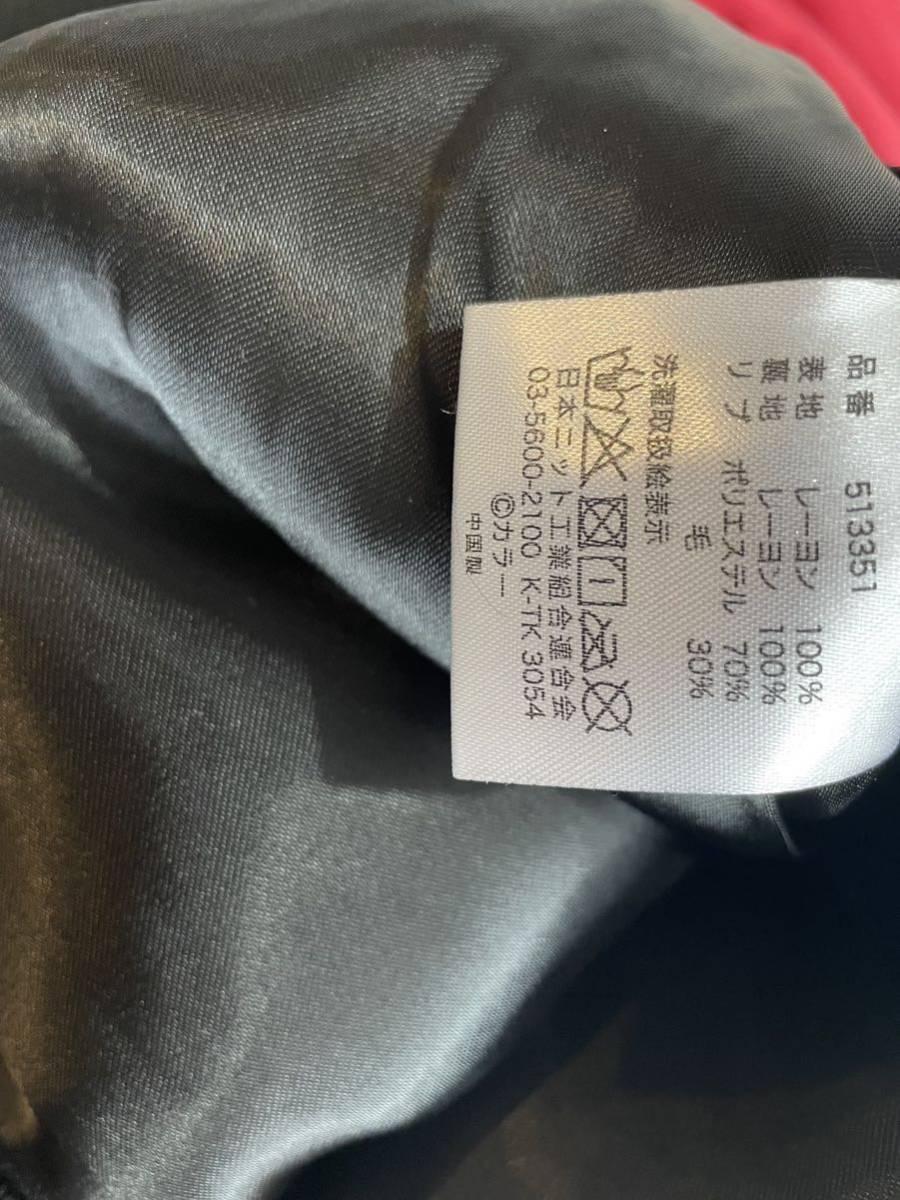 品番 513351
表地 レーヨン 100%
裏地 レーヨン 100%
リブ ポリエステル 70%
毛 30%
洗濯取扱絵表示
日本ニット工業組合連合会
03-5600-2100 K-TK 3054
©カラー
中国製